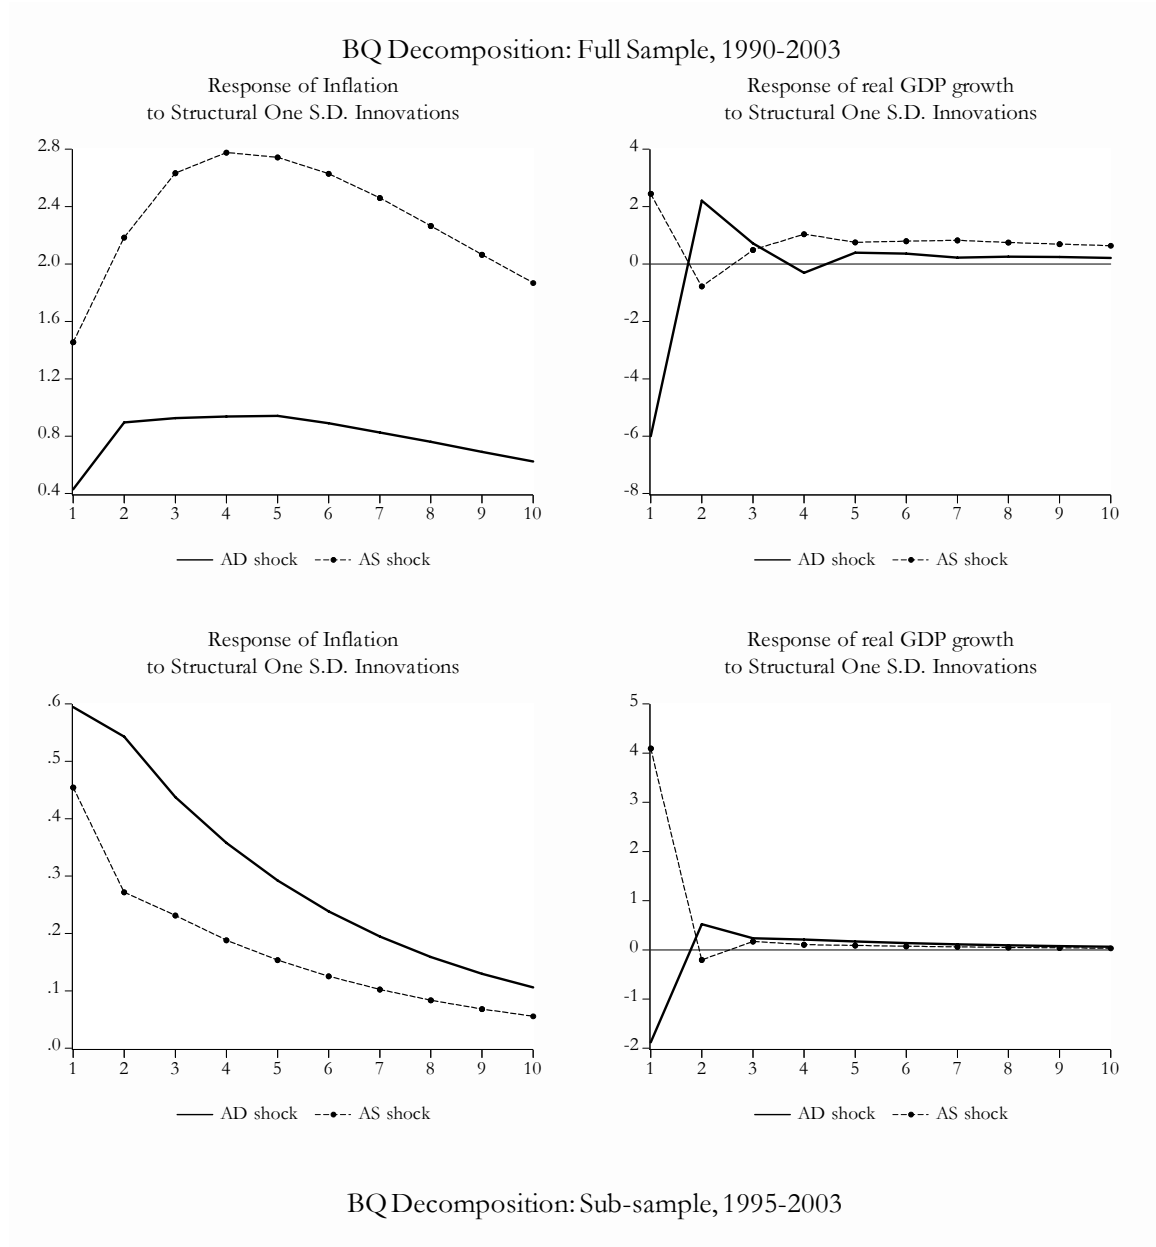 BQ Decomposition: Full Sample, 1990-2003
Response of Inflation
to Structural One S.D. Innovations
2.8
2.4
2.0
1.6
1.2
0.8
0.4
1 2 3 4 5 6 7 8 9 10
AD shock AS shock
Response of real GDP growth
to Structural One S.D. Innovations
4
2
0
-2
-4
-6
-8
1 2 3 4 5 6 7 8 9 10
AD shock AS shock
Response of Inflation
to Structural One S.D. Innovations
.6
.5
.4
.3
.2
.1
.0
1 2 3 4 5 6 7 8 9 10
AD shock AS shock
Response of real GDP growth
to Structural One S.D. Innovations
5
4
3
2
1
0
-1
-2
1 2 3 4 5 6 7 8 9 10
AD shock AS shock
BQ Decomposition: Sub-sample, 1995-2003